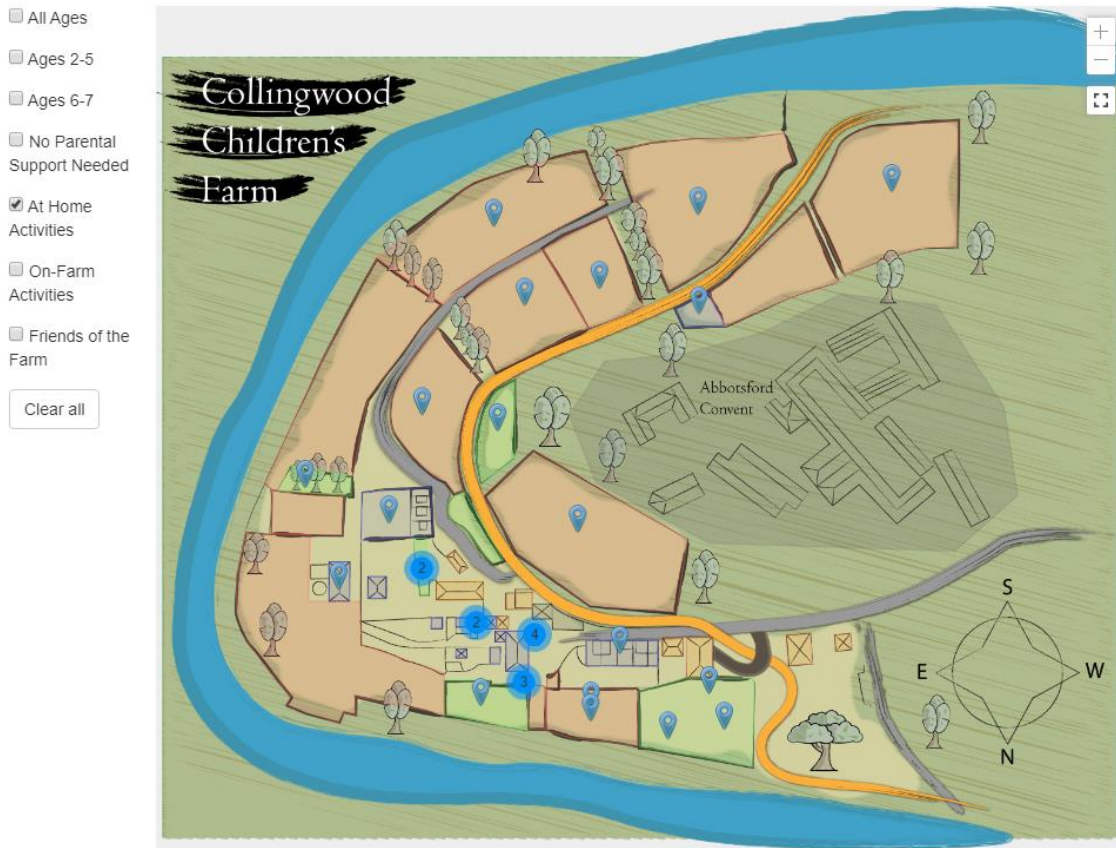 All Ages
Ages 2-5
Ages 6-7
No Parental
Support Needed
At Home
Activities
On-Farm
Activities
Friends of the
Farm
Clear all
Collingwood
Children's
Farm
+
−
Abbotsford
Convent
2
2
4
3
S
E
W
N